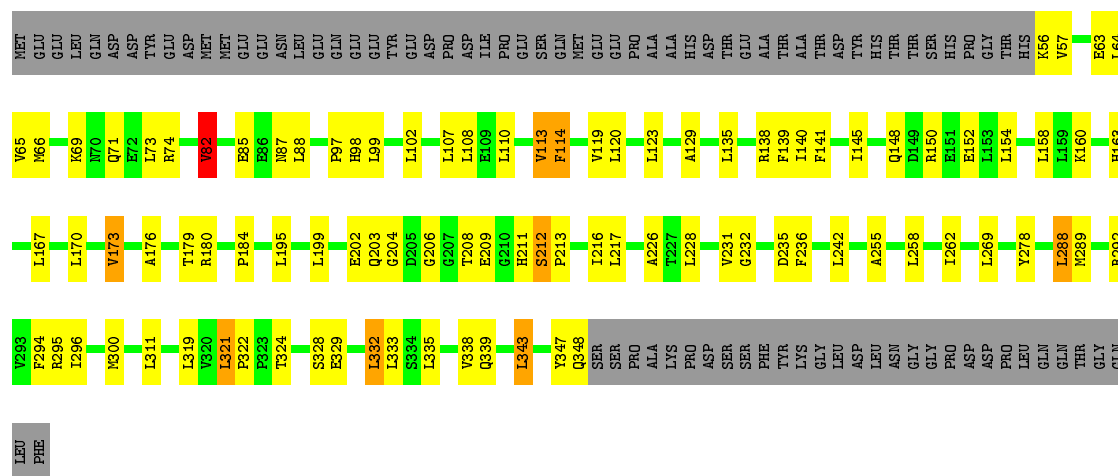 MET GLU GLU LEU GLN ASP ASP TYR GLU ASP MET MET GLU GLU ASN LEU GLU GLN GLU GLU TYR GLU ASP PRO ASP ILE PRO GLU SER GLN MET GLU GLU PRO ALA ALA HIS ASP THR GLU ALA THR ALA THR ASP TYR HIS THR THR SER HIS PRO GLY THR HIS K56 V57 E63 L64
V65 M66 K69 N70 Q71 E72 L73 R74 V82 E85 E86 N87 L88 P97 H98 L99 L102 L107 L108 E109 L110 V113 F114 V119 L120 L123 A129 L135 R138 F139 I140 F141 I145 Q148 D149 R150 E151 E152 L153 L154 L158 L159 K160 H163
L167 L170 V173 A176 T179 R180 P184 L195 L199 E202 Q203 G204 D205 G206 G207 T208 E209 G210 H211 S212 P213 I216 L217 A226 T227 L228 V231 G232 D235 F236 L242 A255 L258 I262 L269 Y278 L288 M289 R292
V293 F294 R295 I296 M300 L311 L319 V320 L321 P322 P323 T324 S328 E329 L332 L333 S334 L335 V338 Q339 L343 Y347 Q348 SER SER PRO ALA LYS PRO ASP SER SER PHE TYR LYS GLY LEU ASP LEU ASN GLY GLY PRO ASP ASP PRO LEU GLN GLN THR GLY GLN
LEU PHE